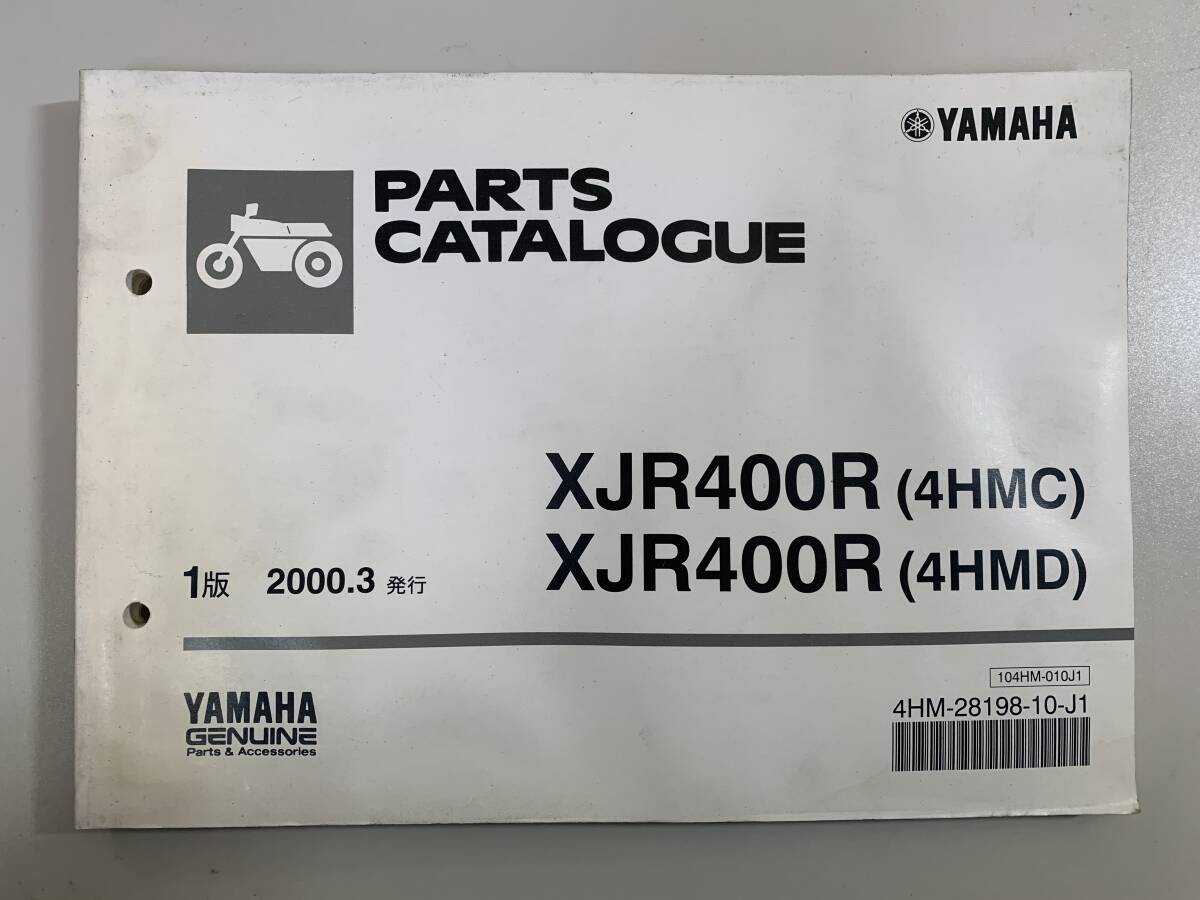 YAMAHA
PARTS
CATALOGUE
XJR400R (4HMC)
XJR400R (4HMD)
1版 2000.3 発行
104HM-010J1
4HM-28198-10-J1
YAMAHA
GENUINE
Parts & Accessories